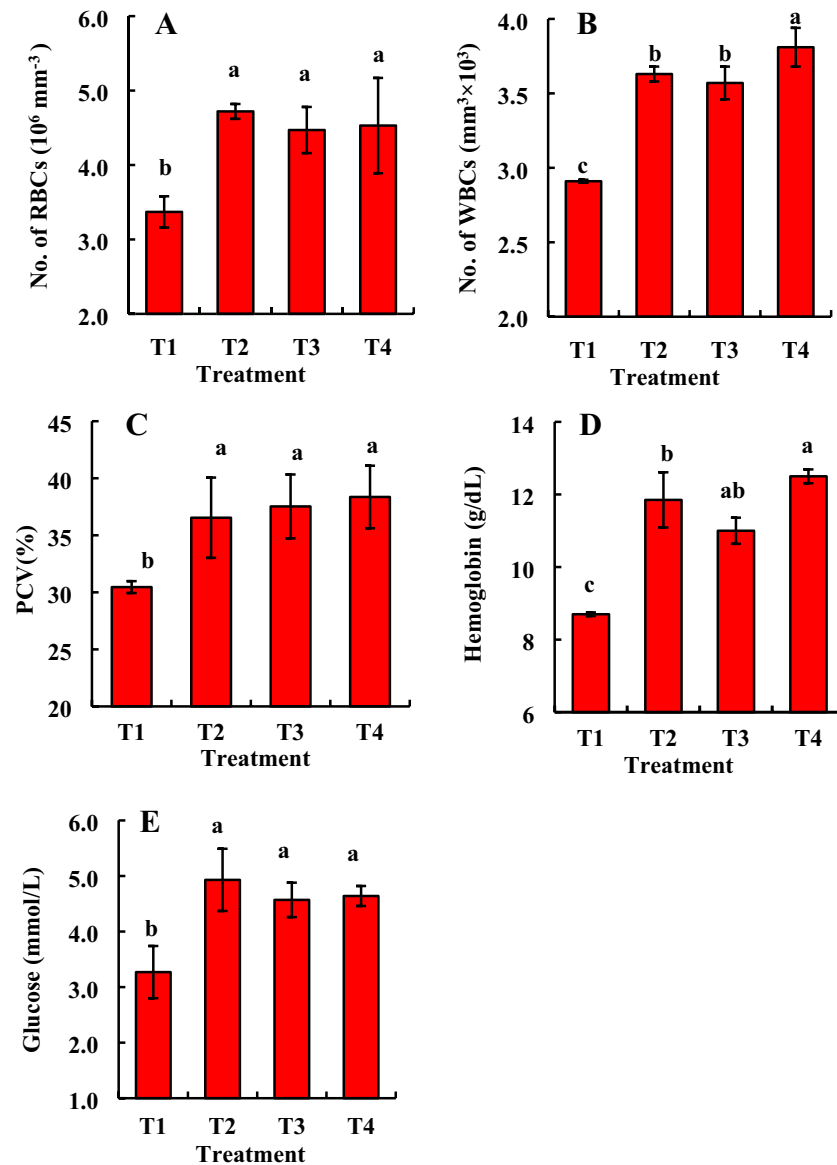 A
No. of RBCs (10⁶ mm⁻³)
6.0
5.0
4.0
3.0
2.0
b
a
a
a
T1 T2 T3 T4
Treatment
B
No. of WBCs (mm³×10³)
4.0
3.5
3.0
2.5
2.0
c
b
b
a
T1 T2 T3 T4
Treatment
C
PCV(%)
45
40
35
30
25
20
b
a
a
a
T1 T2 T3 T4
Treatment
D
Hemoglobin (g/dL)
14
12
10
8
6
c
b
ab
a
T1 T2 T3 T4
Treatment
E
Glucose (mmol/L)
6.0
5.0
4.0
3.0
2.0
1.0
b
a
a
a
T1 T2 T3 T4
Treatment